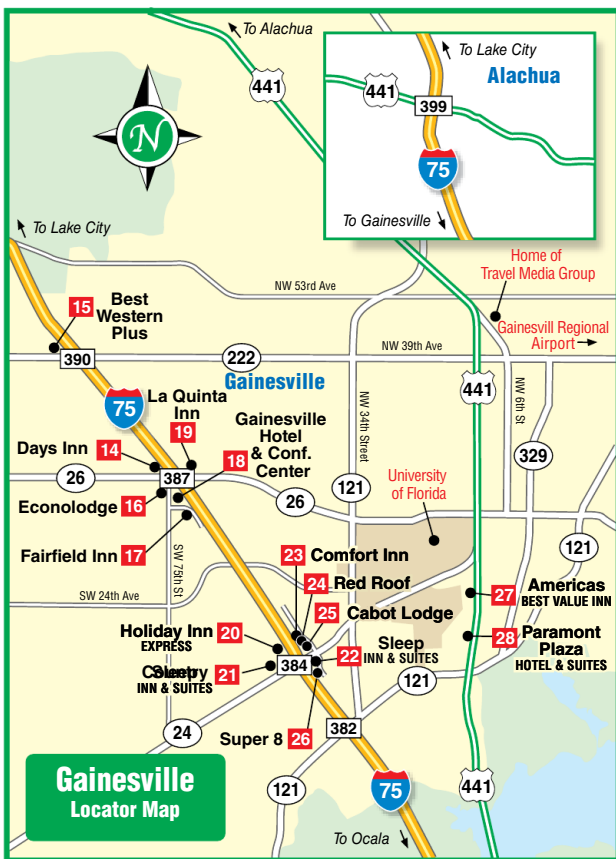 To Alachua
441
To Lake City
Alachua
441
399
75
To Gainesville
N
To Lake City
Home of
Travel Media Group
NW 53rd Ave
15
Best
Western
Plus
Gainesvill Regional
Airport
390
222
NW 39th Ave
Gainesville
441
75
La Quinta
Inn
19
Gainesville
Hotel
& Conf.
Center
18
NW 34th Street
NW 6th St
329
Days Inn 14
387
26
26
121
University
of Florida
Econolodge 16
Fairfield Inn 17
SW 75th St
121
23 Comfort Inn
24 Red Roof
25 Cabot Lodge
SW 24th Ave
27 Americas
BEST VALUE INN
Holiday Inn 20
EXPRESS
22 Sleep
INN & SUITES
28 Paramont
Plaza
HOTEL & SUITES
Country 21
INN & SUITES
384
121
24
Super 8 26
382
121
75
441
Gainesville
Locator Map
To Ocala